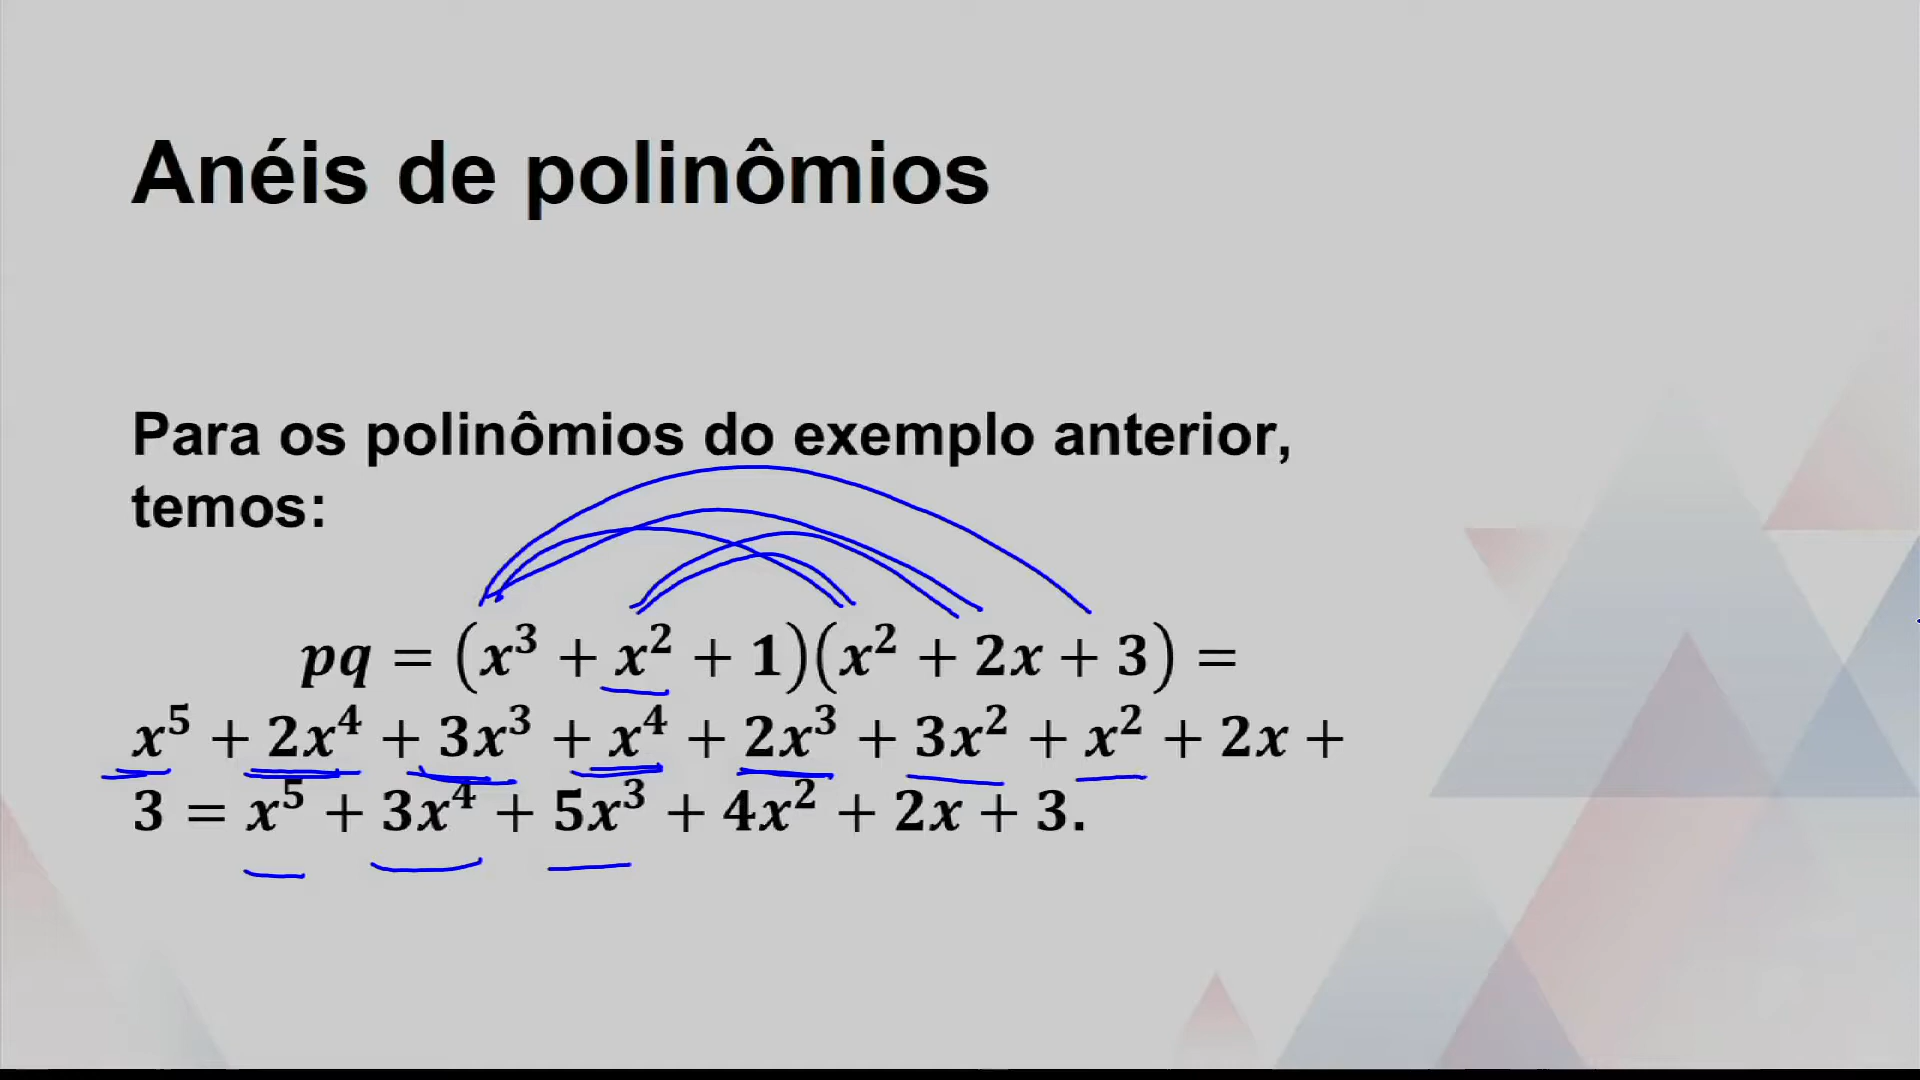 Anéis de polinômios
Para os polinômios do exemplo anterior,
temos:
pq = (x³ + x² + 1)(x² + 2x + 3) =
x⁵ + 2x⁴ + 3x³ + x⁴ + 2x³ + 3x² + x² + 2x +
3 = x⁵ + 3x⁴ + 5x³ + 4x² + 2x + 3.